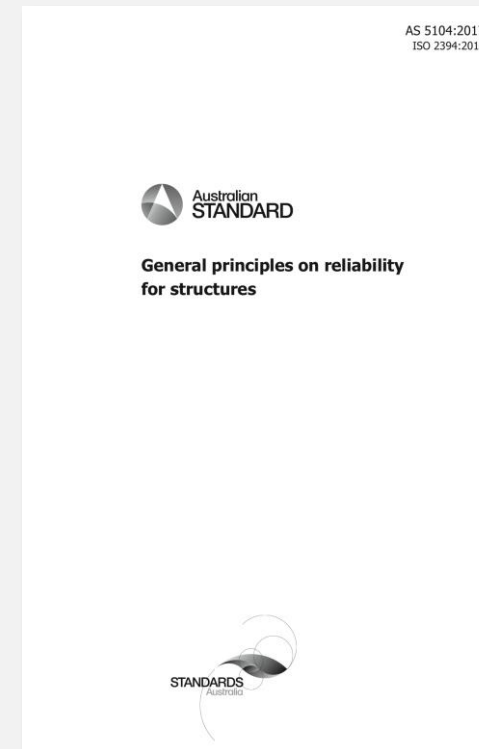 AS 5104:201
ISO 2394:201
Australian
STANDARD
General principles on reliability
for structures
STANDARDS
Australia